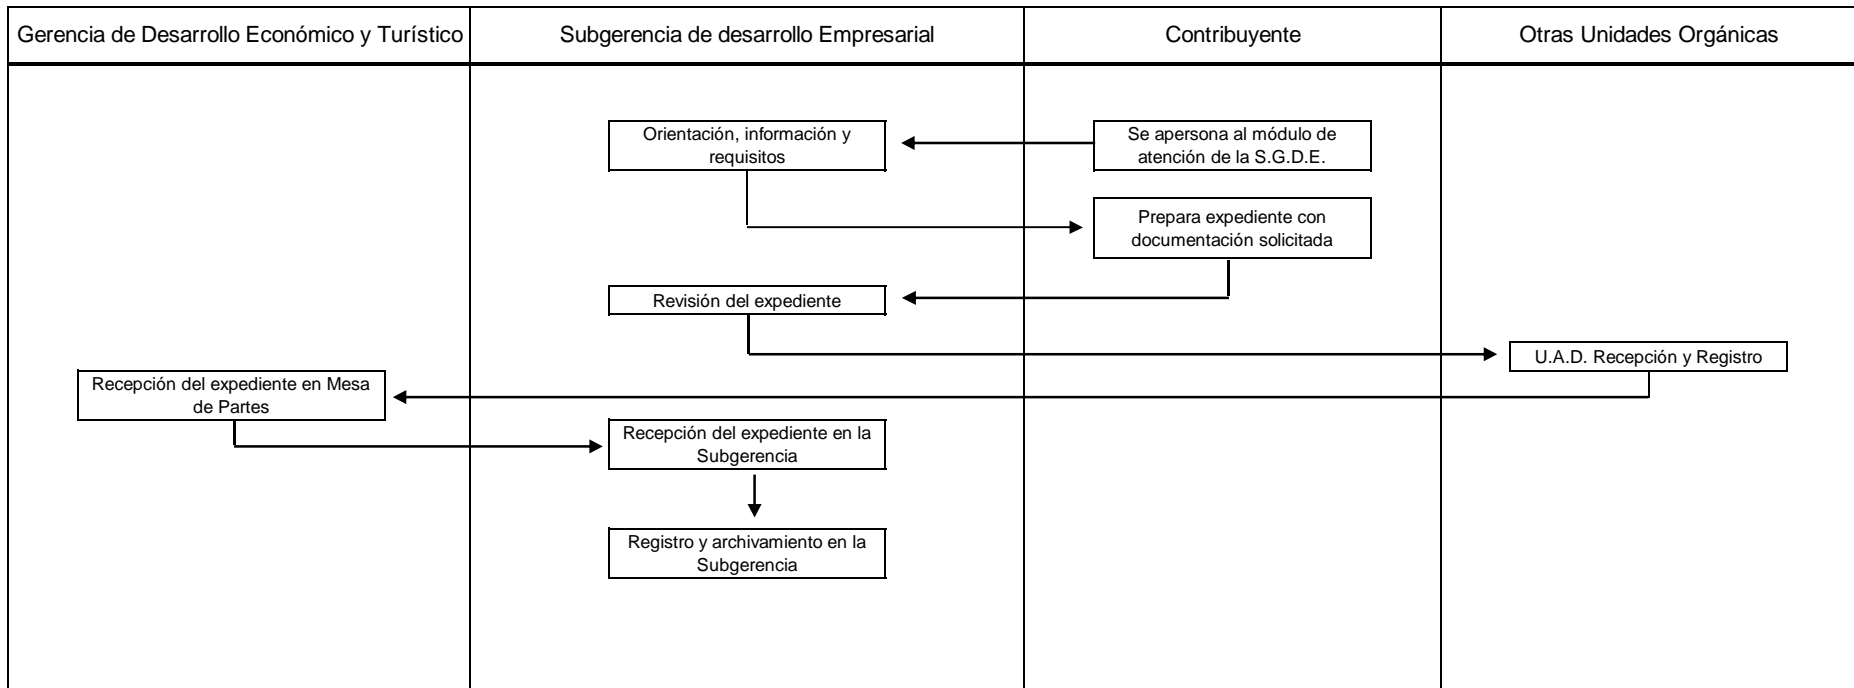 Gerencia de Desarrollo Económico y Turístico
Subgerencia de desarrollo Empresarial
Contribuyente
Otras Unidades Orgánicas
Orientación, información y
requisitos
Se apersona al módulo de
atención de la S.G.D.E.
Prepara expediente con
documentación solicitada
Revisión del expediente
U.A.D. Recepción y Registro
Recepción del expediente en Mesa
de Partes
Recepción del expediente en la
Subgerencia
Registro y archivamiento en la
Subgerencia